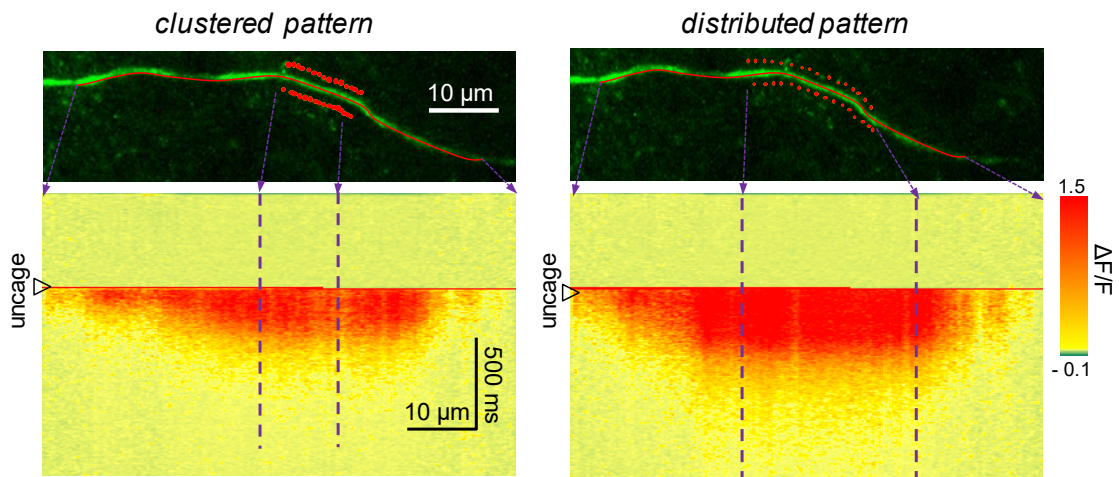 clustered pattern
distributed pattern
10 µm
1.5
ΔF/F
- 0.1
uncage
500 ms
10 µm
uncage